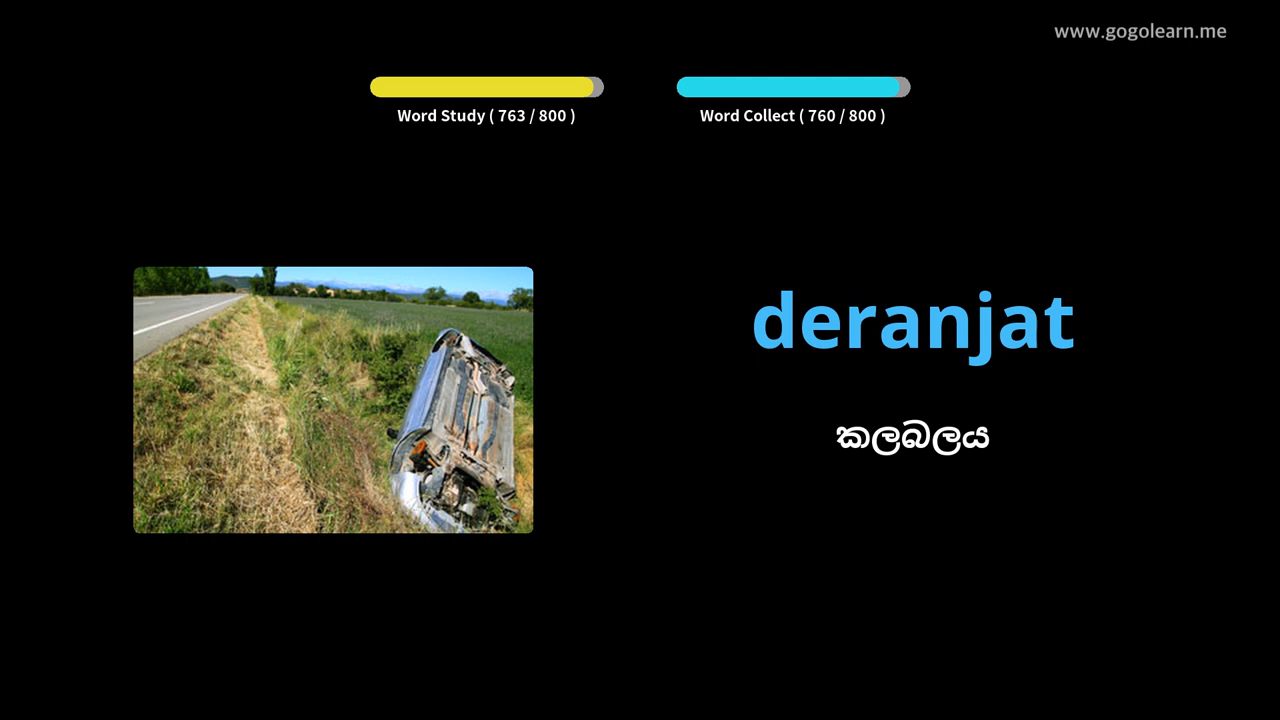 www.gogolearn.me
Word Study ( 763 / 800 )
Word Collect ( 760 / 800 )
deranjat
කලබලය